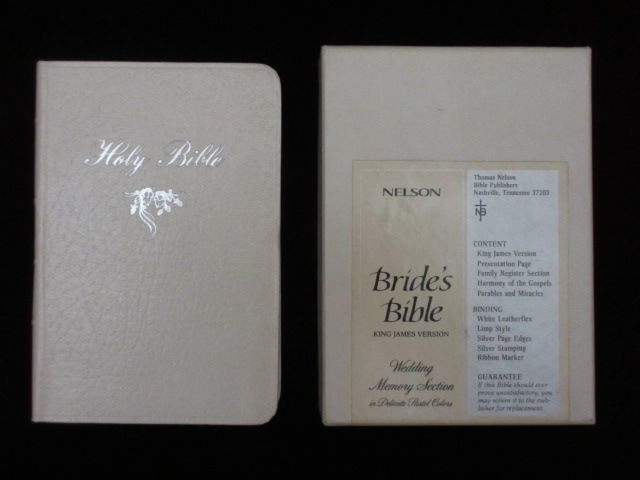 Holy Bible
NELSON
Bride's
Bible
KING JAMES VERSION
Wedding
Memory Section
in Delicate Pastel Colors
Thomas Nelson
Bible Publishers
Nashville, Tennessee 37203
NB
CONTENT
King James Version
Presentation Page
Family Register Section
Harmony of the Gospels
Parables and Miracles
BINDING
White Leatherflex
Limp Style
Silver Page Edges
Silver Stamping
Ribbon Marker
GUARANTEE
If this Bible should ever
prove unsatisfactory, you
may return it to the pub-
lisher for replacement.